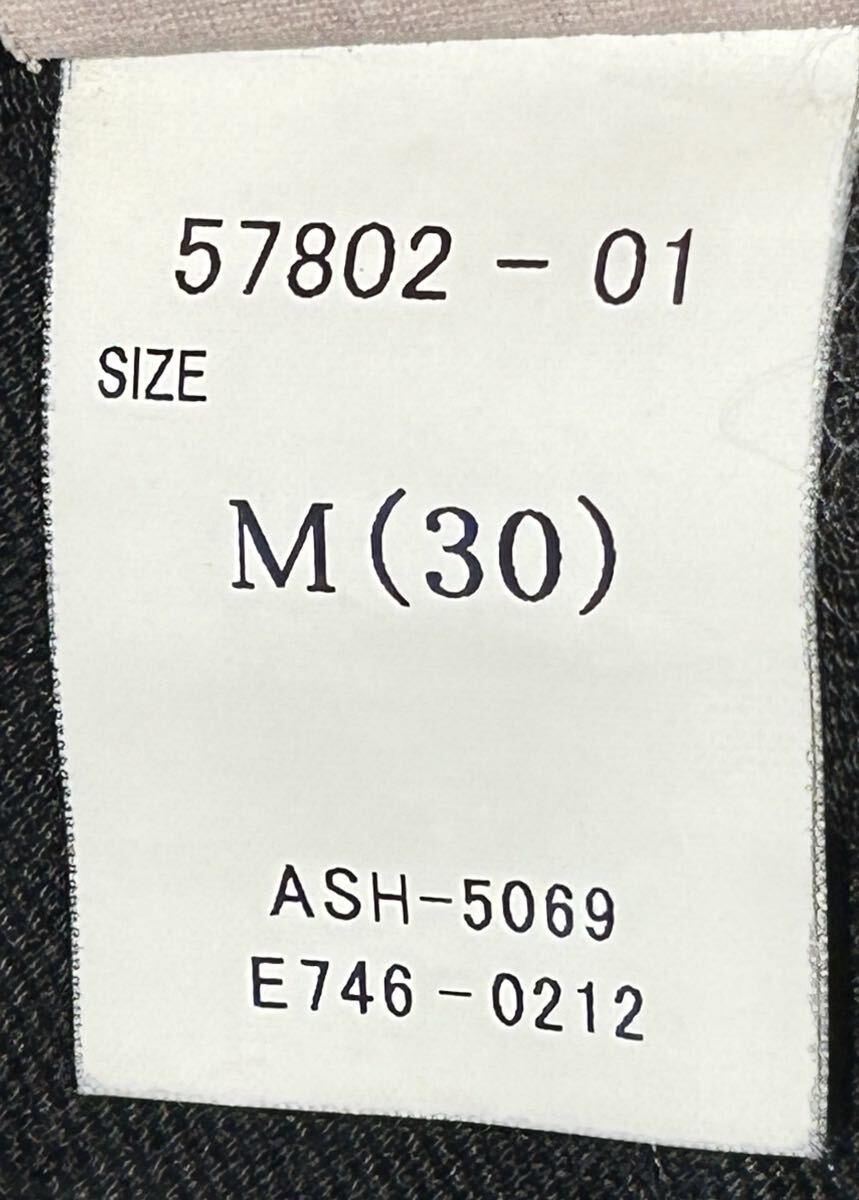 57802-01
SIZE
M(30)
ASH-5069
E746-0212